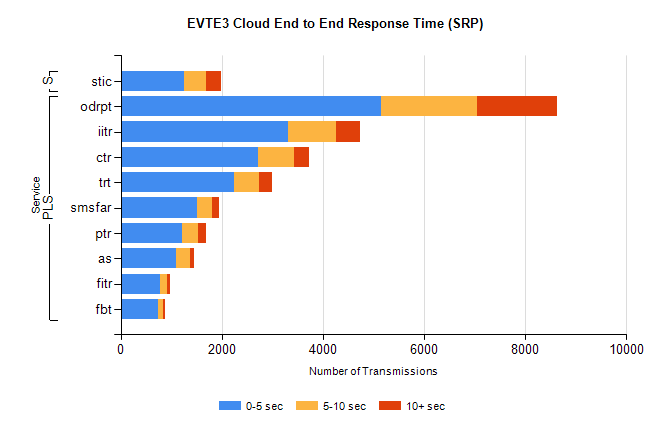 EVTE3 Cloud End to End Response Time (SRP)
S
stic
odrpt
iitr
ctr
trt
Service
PLS
smsfar
ptr
as
fitr
fbt
0 2000 4000 6000 8000 10000
Number of Transmissions
0-5 sec 5-10 sec 10+ sec